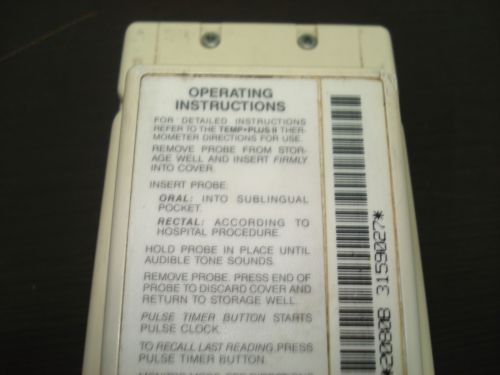 OPERATING
INSTRUCTIONS
FOR DETAILED INSTRUCTIONS
REFER TO THE TEMP•PLUS II THER-
MOMETER DIRECTIONS FOR USE.
REMOVE PROBE FROM STOR-
AGE WELL AND INSERT FIRMLY
INTO COVER.
INSERT PROBE:
ORAL: INTO SUBLINGUAL
POCKET.
RECTAL: ACCORDING TO
HOSPITAL PROCEDURE.
HOLD PROBE IN PLACE UNTIL
AUDIBLE TONE SOUNDS.
REMOVE PROBE. PRESS END OF
PROBE TO DISCARD COVER AND
RETURN TO STORAGE WELL.
PULSE TIMER BUTTON STARTS
PULSE CLOCK.
TO RECALL LAST READING PRESS
PULSE TIMER BUTTON.
*2080B 3159027*